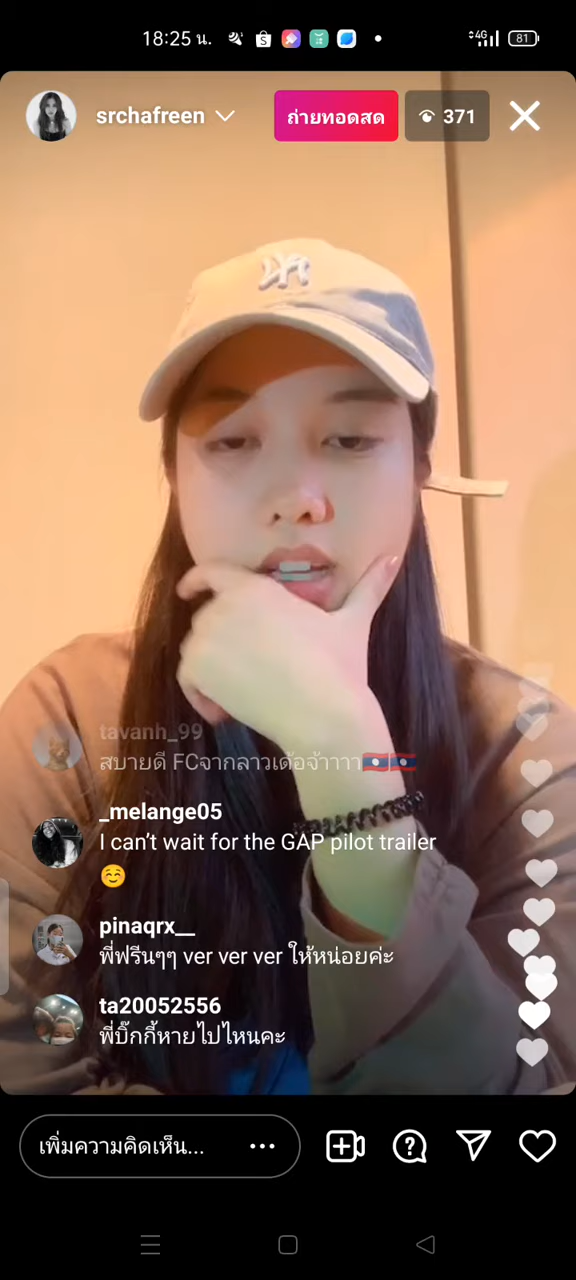 18:25 น.
4G
81
srchafreen
ถ่ายทอดสด
371
tavanh_99
สบายดี FCจากลาวเด้อจ้าาาา🇱🇦🇱🇦
_melange05
I can't wait for the GAP pilot trailer
☺️
pinaqrx__
พี่ฟรีนๆๆ ver ver ver ให้หน่อยค่ะ
ta20052556
พี่บิ๊กกี้หายไปไหนคะ
เพิ่มความคิดเห็น...